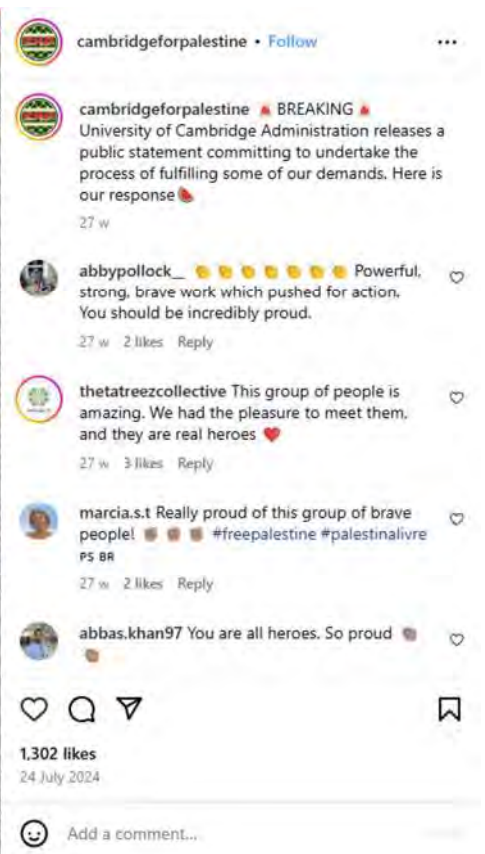 cambridgeforpalestine • Follow
cambridgeforpalestine 🚨 BREAKING 🚨
University of Cambridge Administration releases a
public statement committing to undertake the
process of fulfilling some of our demands. Here is
our response🍉
27 w
abbypollock__ 👏 👏 👏 👏 👏 👏 👏 Powerful,
strong, brave work which pushed for action.
You should be incredibly proud.
27 w 2 likes Reply
thetatreezcollective This group of people is
amazing. We had the pleasure to meet them,
and they are real heroes ❤️
27 w 3 likes Reply
marcia.s.t Really proud of this group of brave
people! ✊🏽 ✊🏽 ✊🏽 #freepalestine #palestinalivre
PS BR
27 w 2 likes Reply
abbas.khan97 You are all heroes. So proud
1,302 likes
24 July 2024
Add a comment...